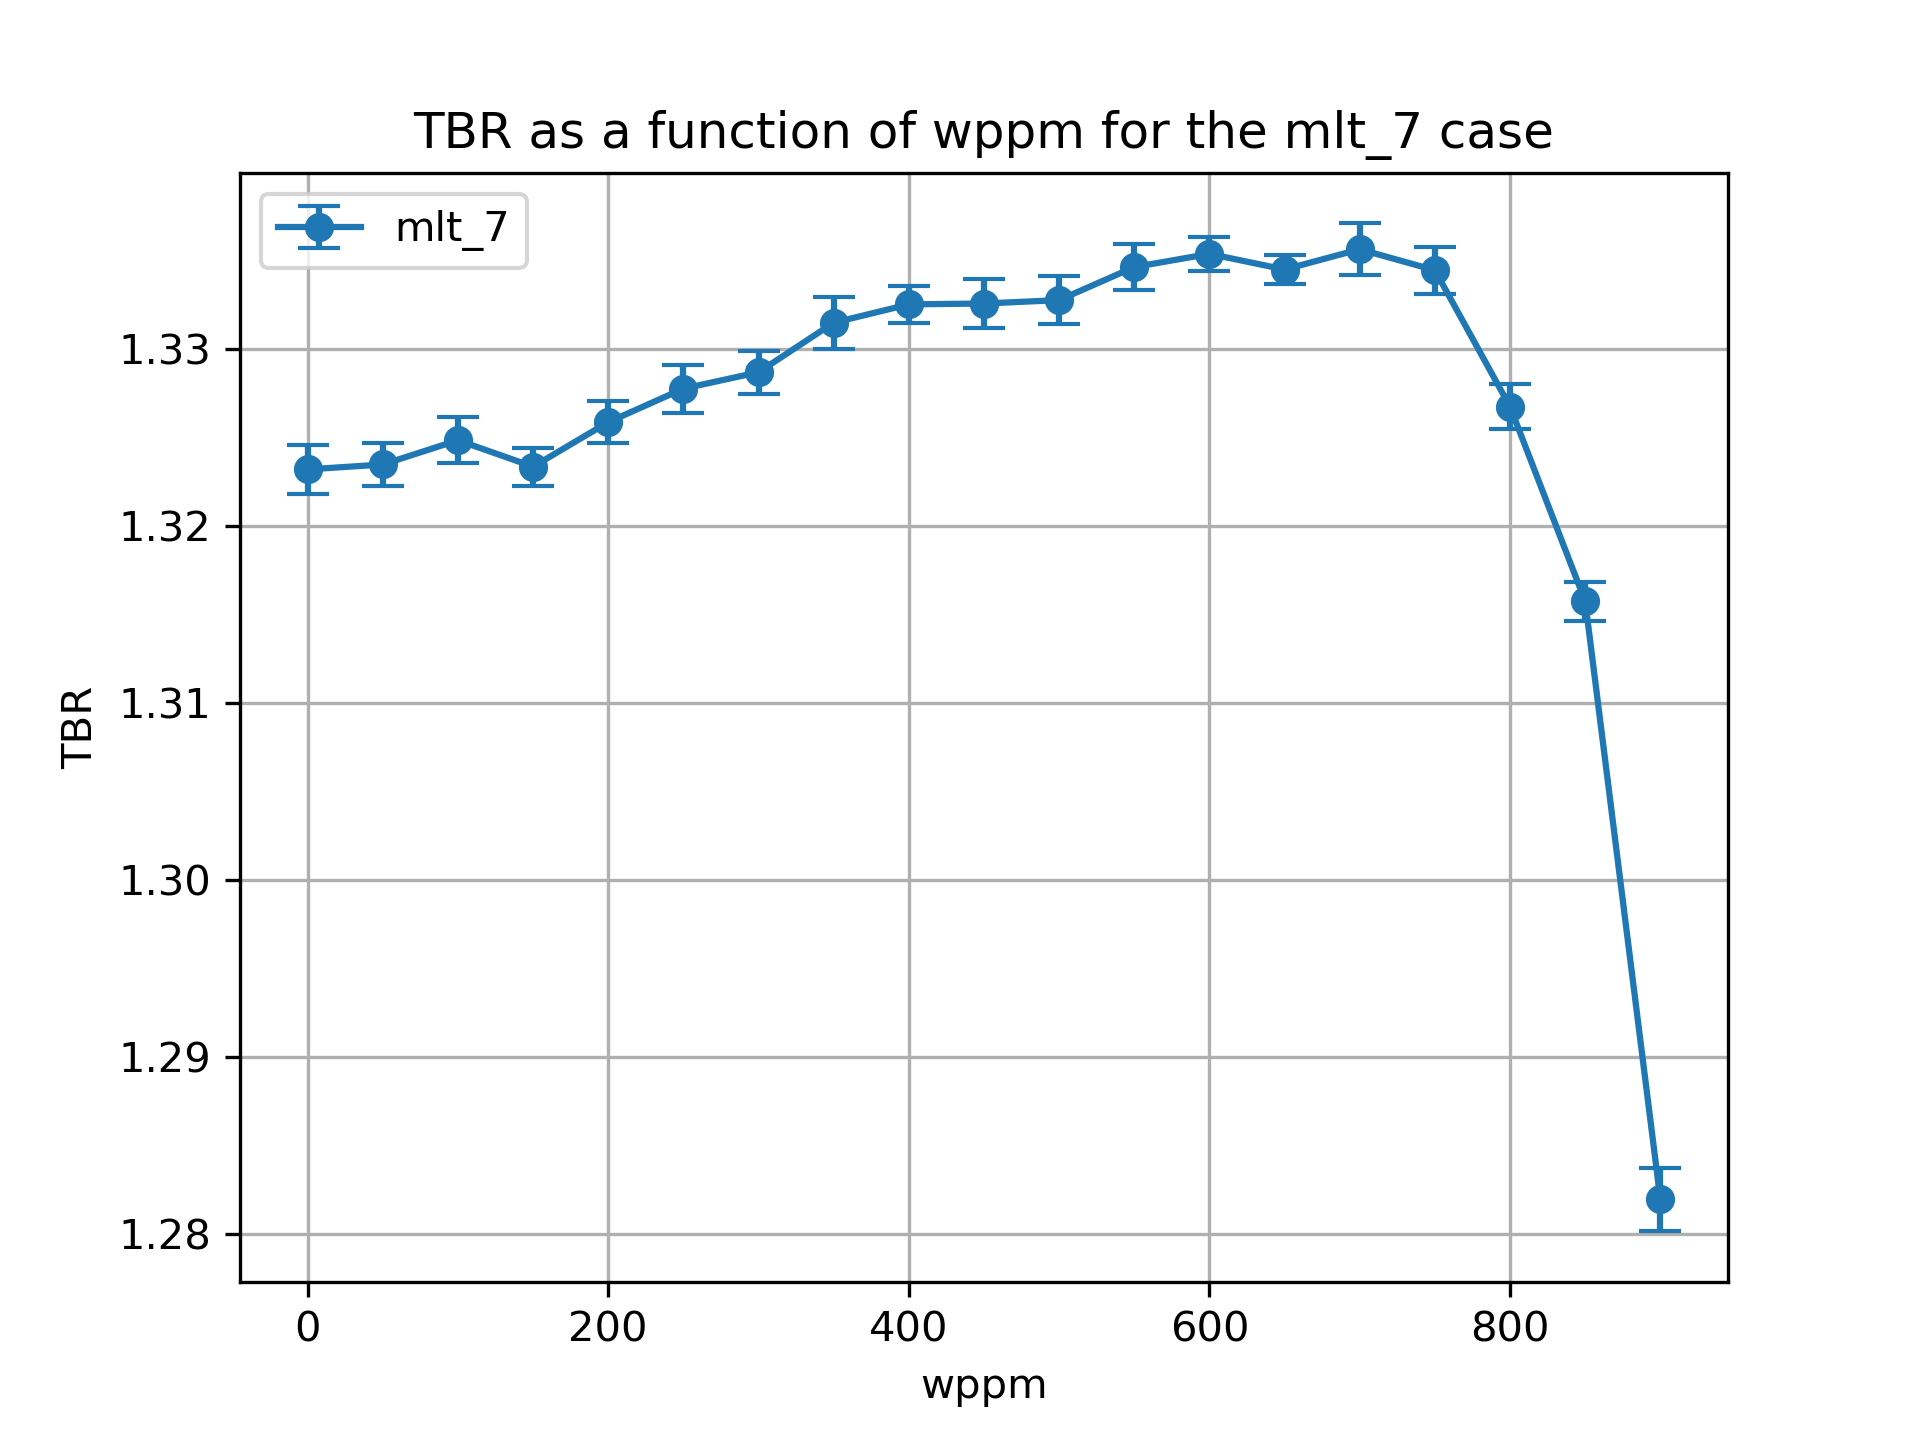 TBR as a function of wppm for the mlt_7 case
mlt_7
TBR
1.33
1.32
1.31
1.30
1.29
1.28
0 200 400 600 800
wppm